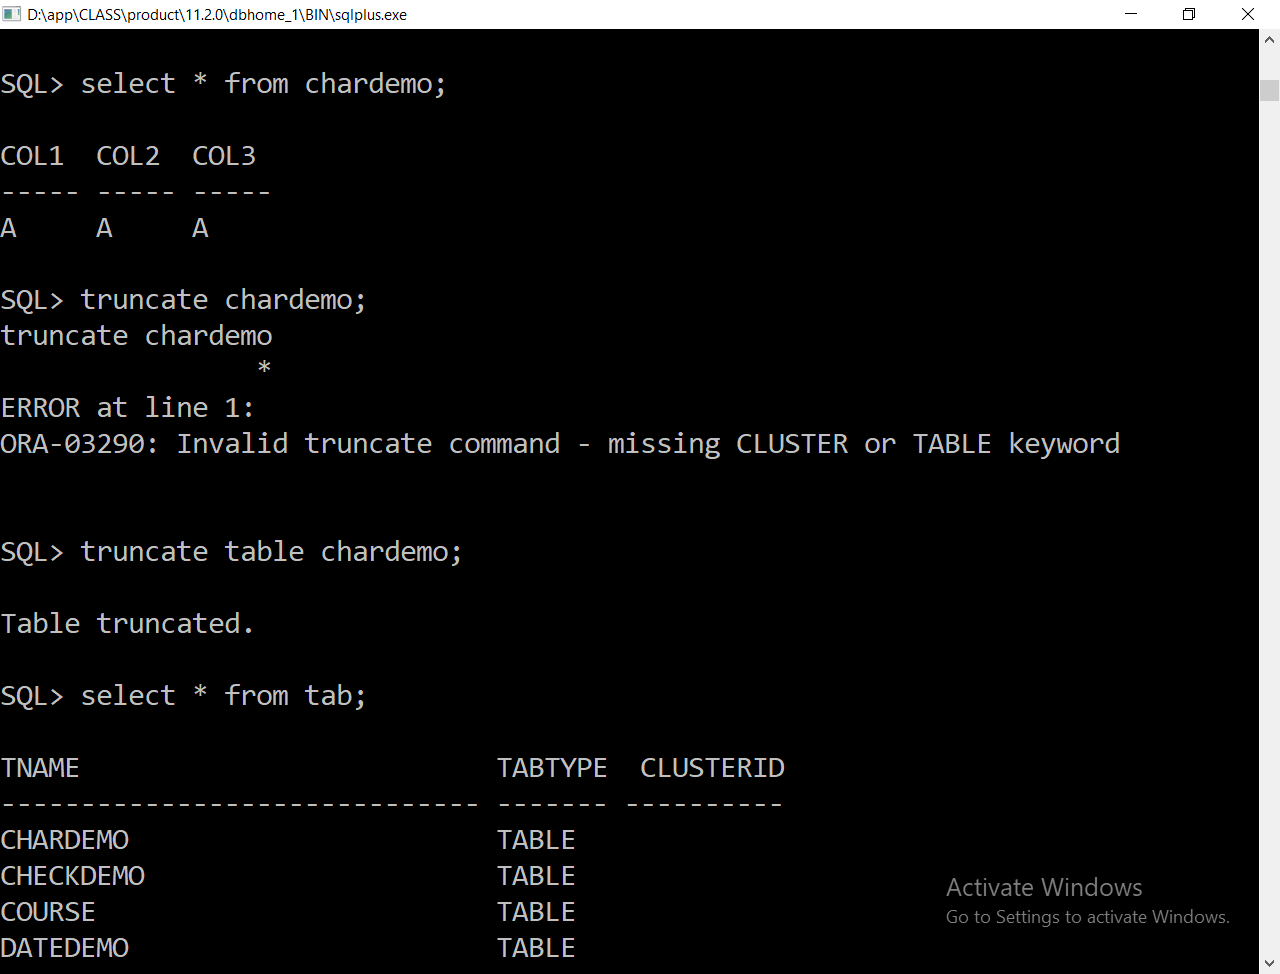 D:\app\CLASS\product\11.2.0\dbhome_1\BIN\sqlplus.exe
SQL> select * from chardemo;
COL1  COL2  COL3
----- ----- -----
A     A     A
SQL> truncate chardemo;
truncate chardemo
                *
ERROR at line 1:
ORA-03290: Invalid truncate command - missing CLUSTER or TABLE keyword
SQL> truncate table chardemo;
Table truncated.
SQL> select * from tab;
TNAME                          TABTYPE  CLUSTERID
------------------------------ ------- ----------
CHARDEMO                       TABLE
CHECKDEMO                      TABLE
COURSE                         TABLE
DATEDEMO                       TABLE
Activate Windows
Go to Settings to activate Windows.